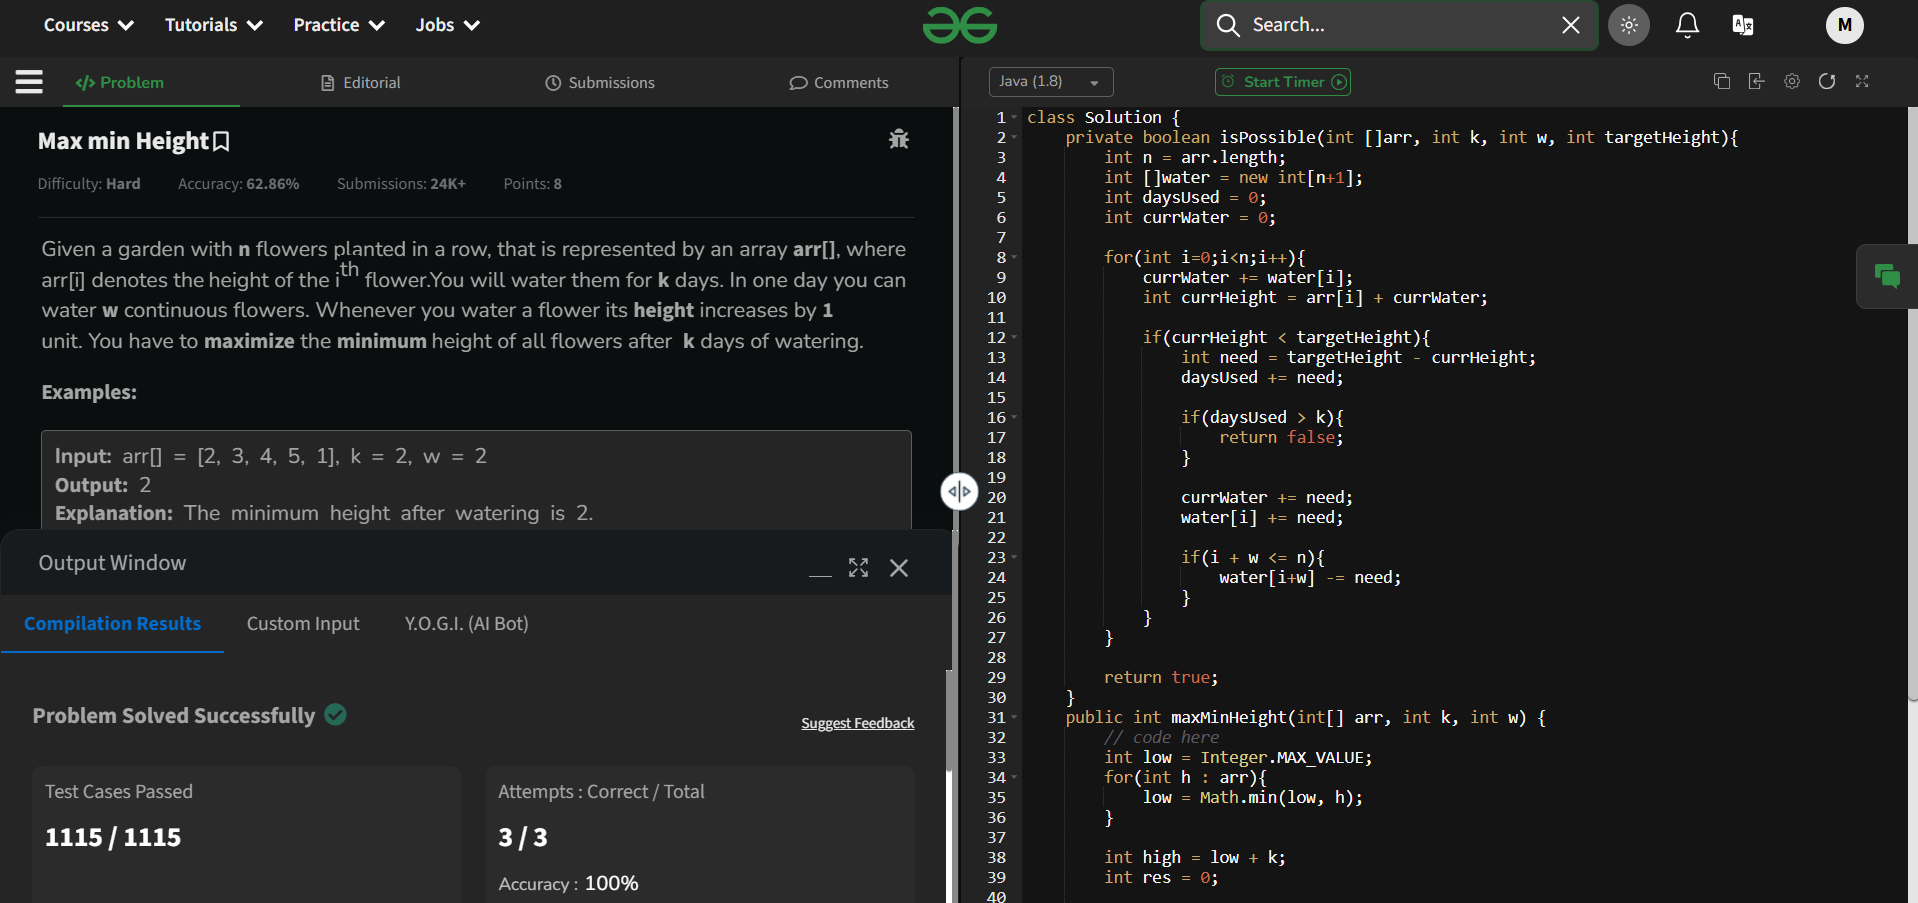 Courses Tutorials Practice Jobs Search... M
Problem Editorial Submissions Comments Java (1.8) Start Timer
Max min Height
Difficulty: Hard Accuracy: 62.86% Submissions: 24K+ Points: 8
Given a garden with n flowers planted in a row, that is represented by an array arr[], where
arr[i] denotes the height of the ith flower.You will water them for k days. In one day you can
water w continuous flowers. Whenever you water a flower its height increases by 1
unit. You have to maximize the minimum height of all flowers after k days of watering.
Examples:
Input: arr[] = [2, 3, 4, 5, 1], k = 2, w = 2
Output: 2
Explanation: The minimum height after watering is 2.
Output Window
Compilation Results Custom Input Y.O.G.I. (AI Bot)
Problem Solved Successfully
Suggest Feedback
Test Cases Passed
1115 / 1115
Attempts : Correct / Total
3 / 3
Accuracy : 100%
1 class Solution {
2 private boolean isPossible(int []arr, int k, int w, int targetHeight){
3 int n = arr.length;
4 int []water = new int[n+1];
5 int daysUsed = 0;
6 int currWater = 0;
7
8 for(int i=0;i<n;i++){
9 currWater += water[i];
10 int currHeight = arr[i] + currWater;
11
12 if(currHeight < targetHeight){
13 int need = targetHeight - currHeight;
14 daysUsed += need;
15
16 if(daysUsed > k){
17 return false;
18 }
19
20 currWater += need;
21 water[i] += need;
22
23 if(i + w <= n){
24 water[i+w] -= need;
25 }
26 }
27 }
28
29 return true;
30 }
31 public int maxMinHeight(int[] arr, int k, int w) {
32 // code here
33 int low = Integer.MAX_VALUE;
34 for(int h : arr){
35 low = Math.min(low, h);
36 }
37
38 int high = low + k;
39 int res = 0;
40